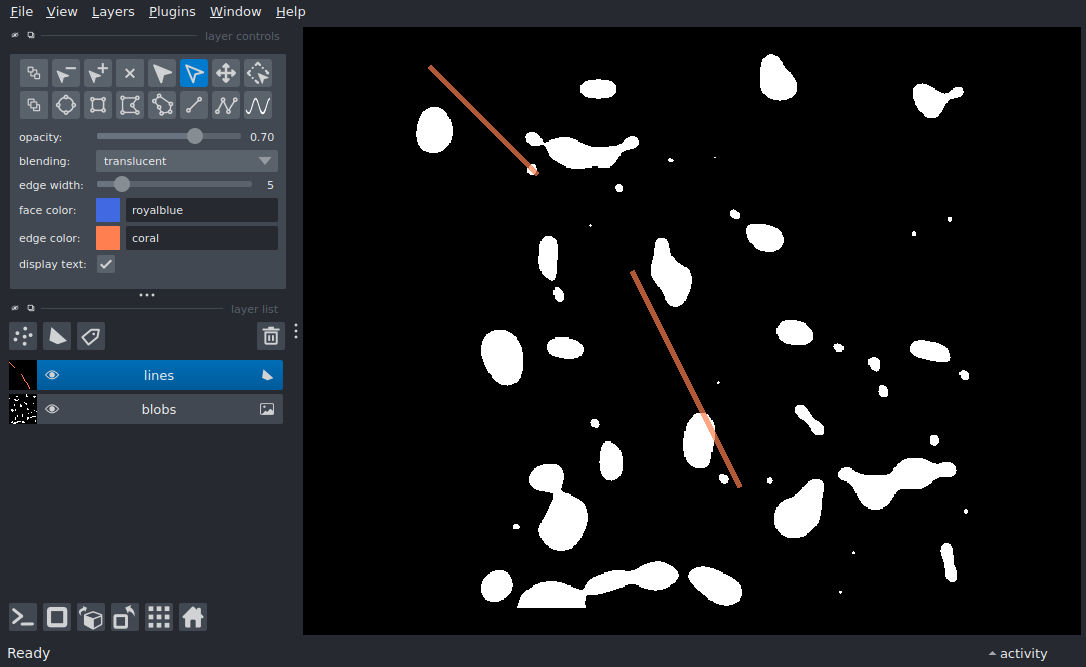 File View Layers Plugins Window Help
layer controls
opacity: 0.70
blending: translucent
edge width: 5
face color: royalblue
edge color: coral
display text:
layer list
lines
blobs
Ready
activity